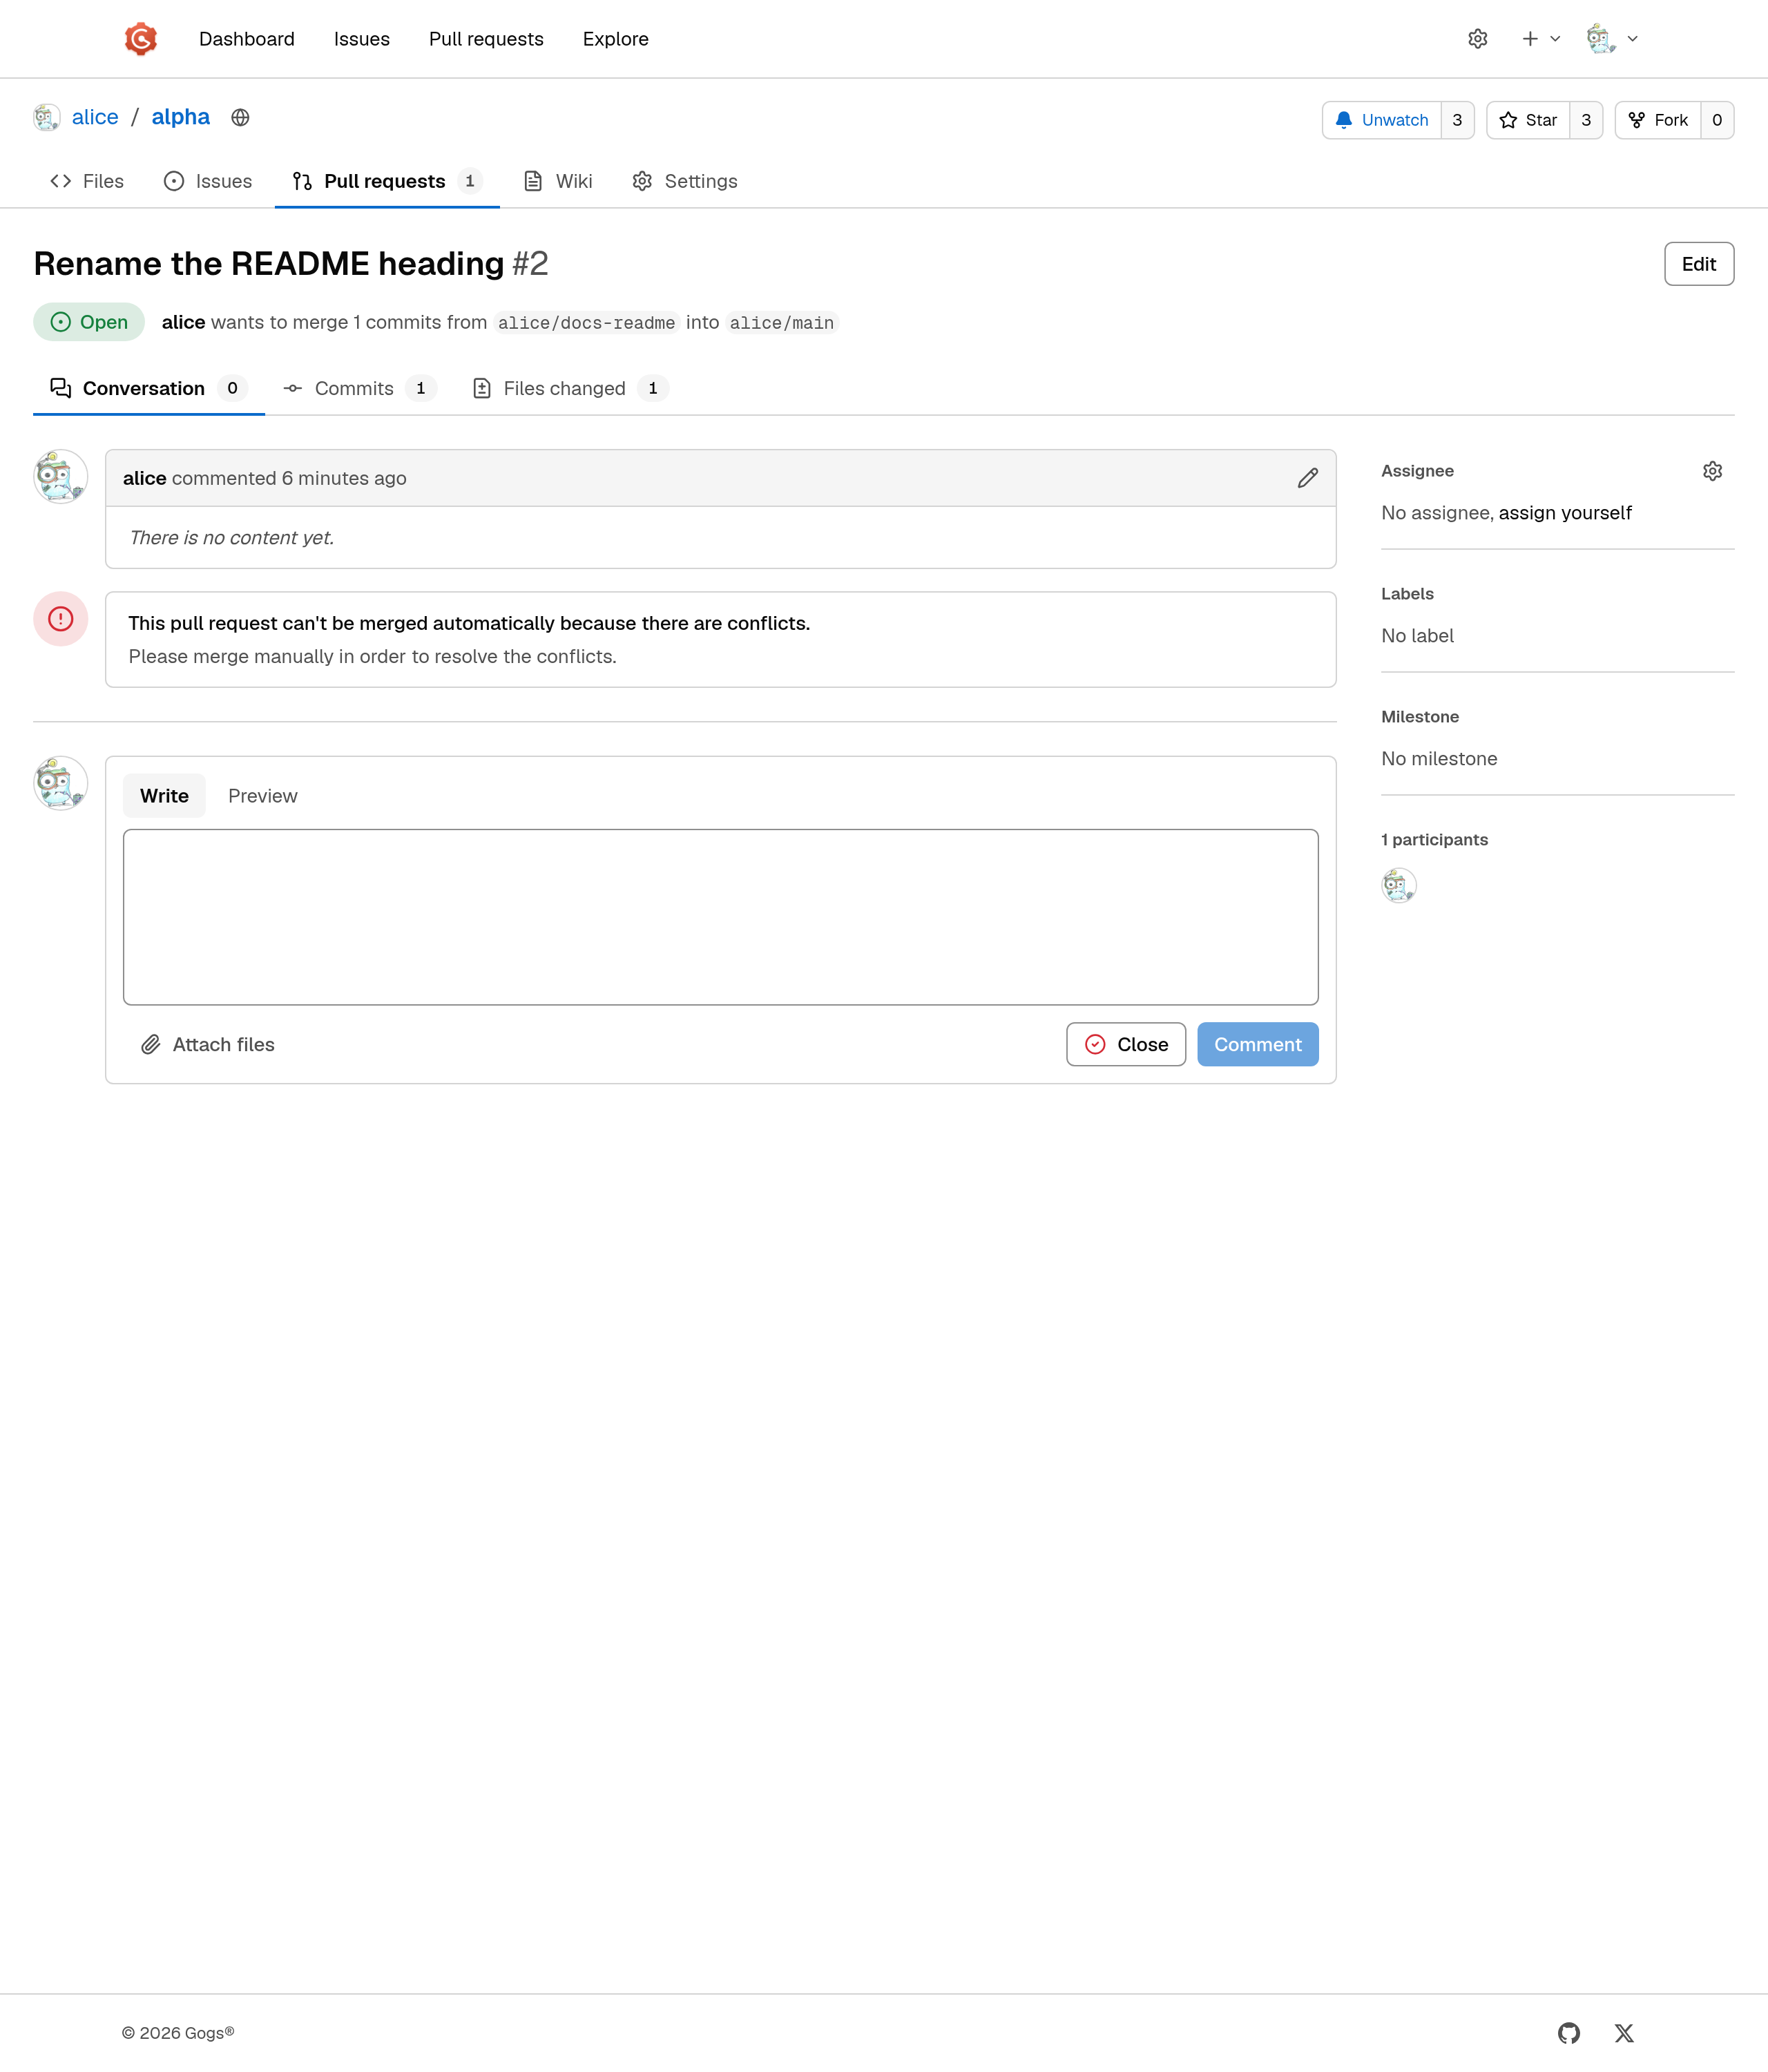 Dashboard Issues Pull requests Explore
alice / alpha
Unwatch 3 Star 3 Fork 0
Files Issues Pull requests 1 Wiki Settings
Rename the README heading #2
Edit
Open alice wants to merge 1 commits from alice/docs-readme into alice/main
Conversation 0 Commits 1 Files changed 1
alice commented 6 minutes ago
There is no content yet.
This pull request can't be merged automatically because there are conflicts.
Please merge manually in order to resolve the conflicts.
Write Preview
Attach files
Close Comment
Assignee
No assignee, assign yourself
Labels
No label
Milestone
No milestone
1 participants
© 2026 Gogs®